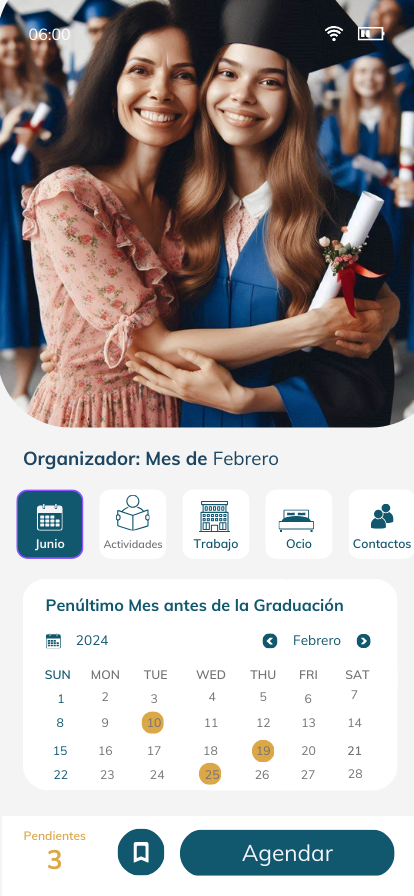 06:00
Organizador: Mes de Febrero
Junio Actividades Trabajo Ocio Contactos
Penúltimo Mes antes de la Graduación
2024 Febrero
SUN MON TUE WED THU FRI SAT
1 2 3 4 5 6 7
8 9 10 11 12 13 14
15 16 17 18 19 20 21
22 23 24 25 26 27 28
Pendientes
3 Agendar